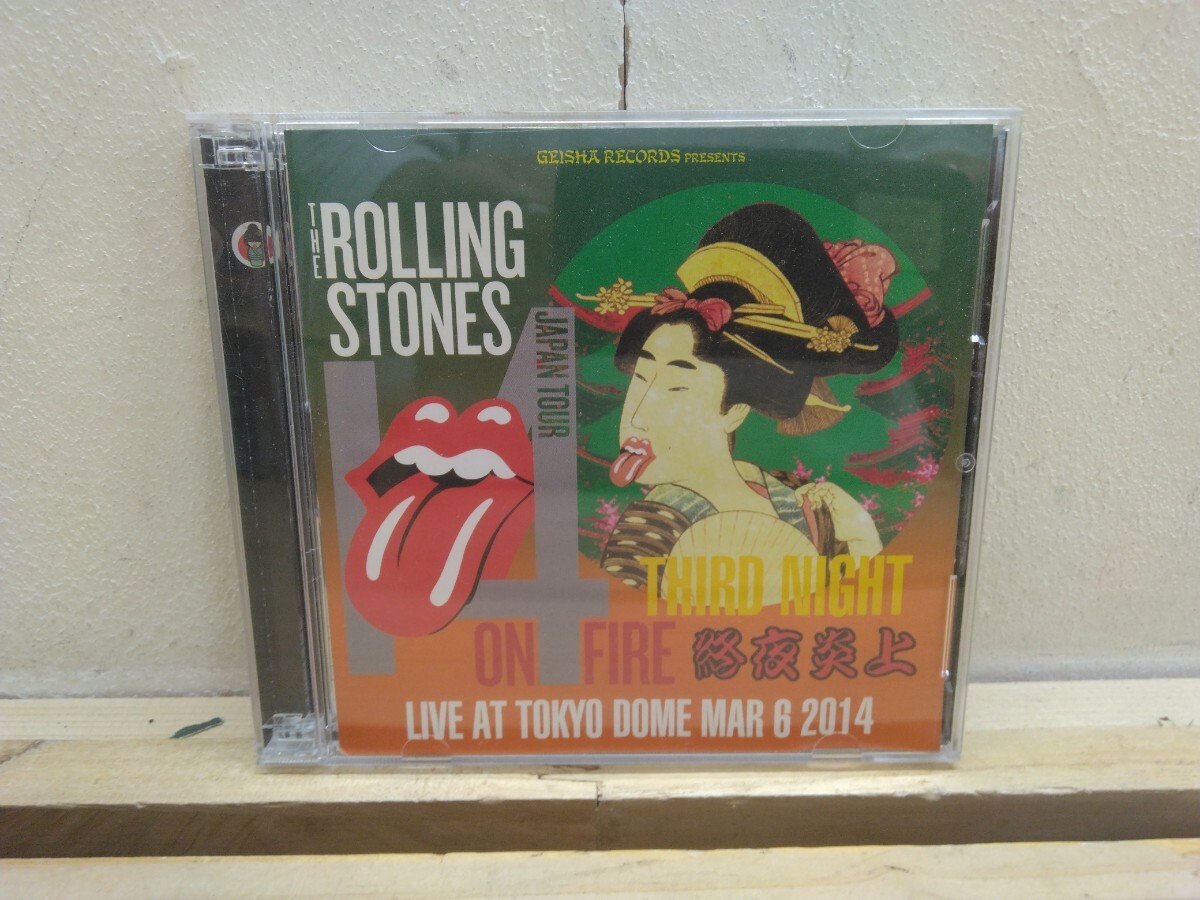 GEISHA RECORDS PRESENTS
THE ROLLING
STONES
14
JAPAN TOUR
THIRD NIGHT
ON FIRE 終夜炎上
LIVE AT TOKYO DOME MAR 6 2014